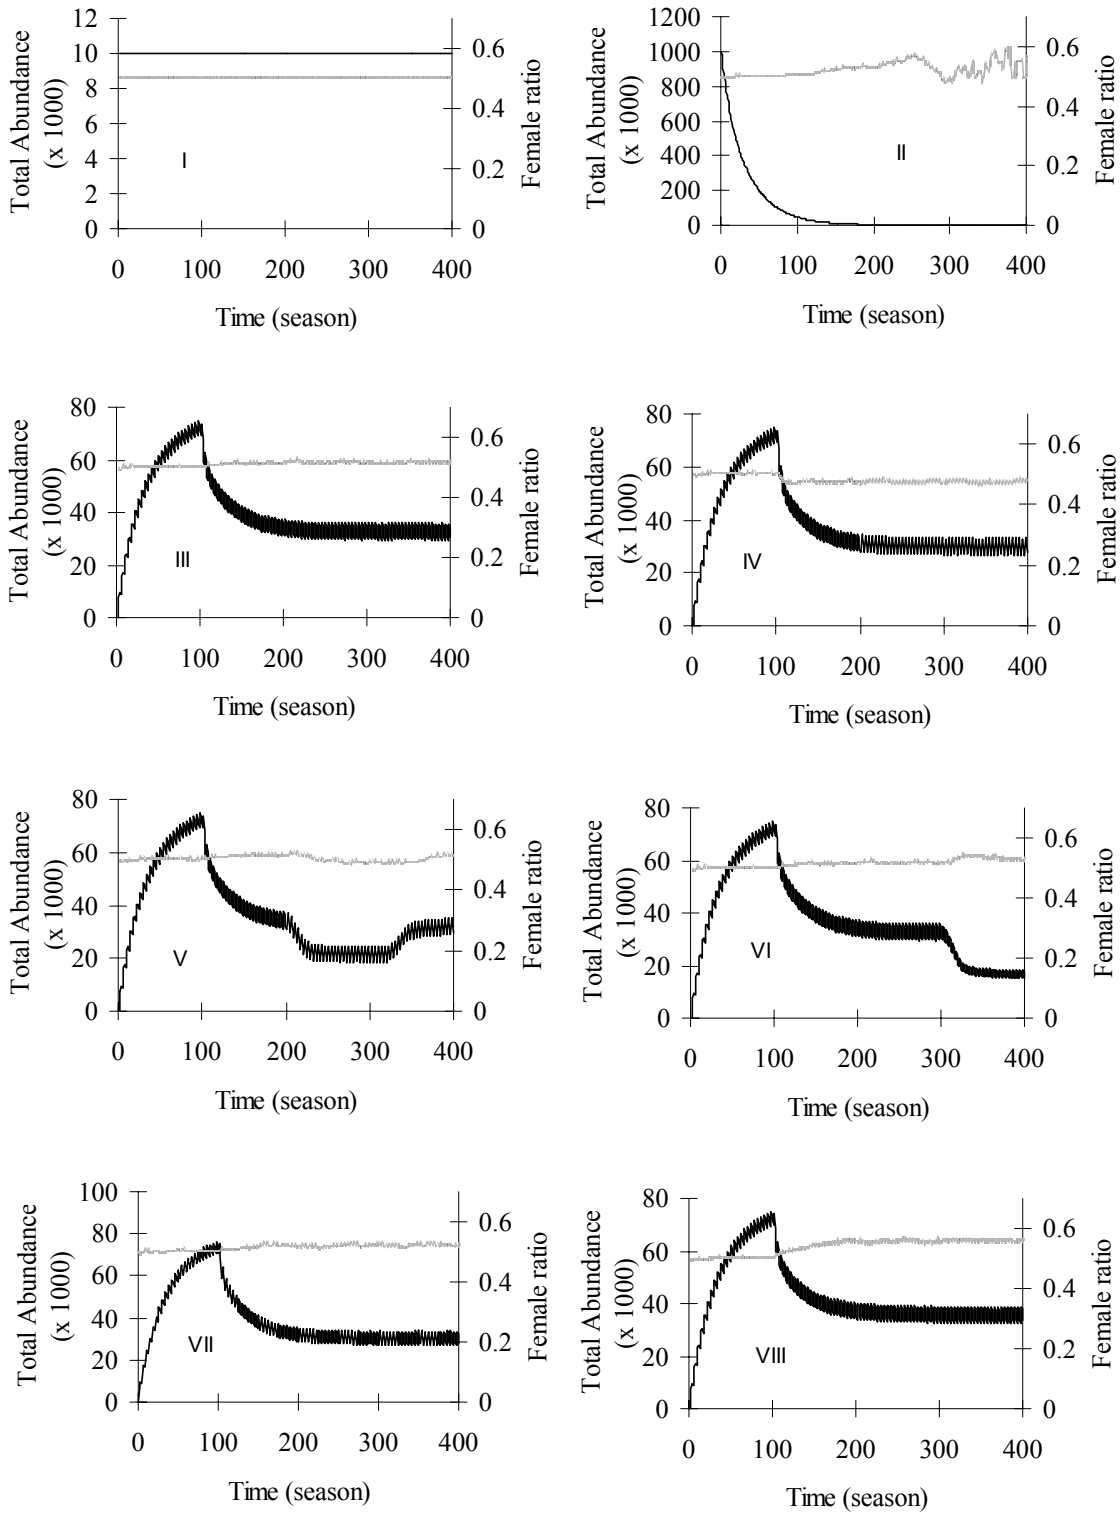 12
10
8
6
4
2
0
Total Abundance
(x 1000)
0.6
0.4
0.2
0
Female ratio
I
0 100 200 300 400
Time (season)
1200
1000
800
600
400
200
0
Total Abundance
(x 1000)
0.6
0.4
0.2
0
Female ratio
II
0 100 200 300 400
Time (season)
80
60
40
20
0
Total Abundance
(x 1000)
0.6
0.4
0.2
0
Female ratio
III
0 100 200 300 400
Time (season)
80
60
40
20
0
Total Abundance
(x 1000)
0.6
0.4
0.2
0
Female ratio
IV
0 100 200 300 400
Time (season)
80
60
40
20
0
Total Abundance
(x 1000)
0.6
0.4
0.2
0
Female ratio
V
0 100 200 300 400
Time (season)
80
60
40
20
0
Total Abundance
(x 1000)
0.6
0.4
0.2
0
Female ratio
VI
0 100 200 300 400
Time (season)
100
80
60
40
20
0
Total Abundance
(x 1000)
0.6
0.4
0.2
0
Female ratio
VII
0 100 200 300 400
Time (season)
80
60
40
20
0
Total Abundance
(x 1000)
0.6
0.4
0.2
0
Female ratio
VIII
0 100 200 300 400
Time (season)